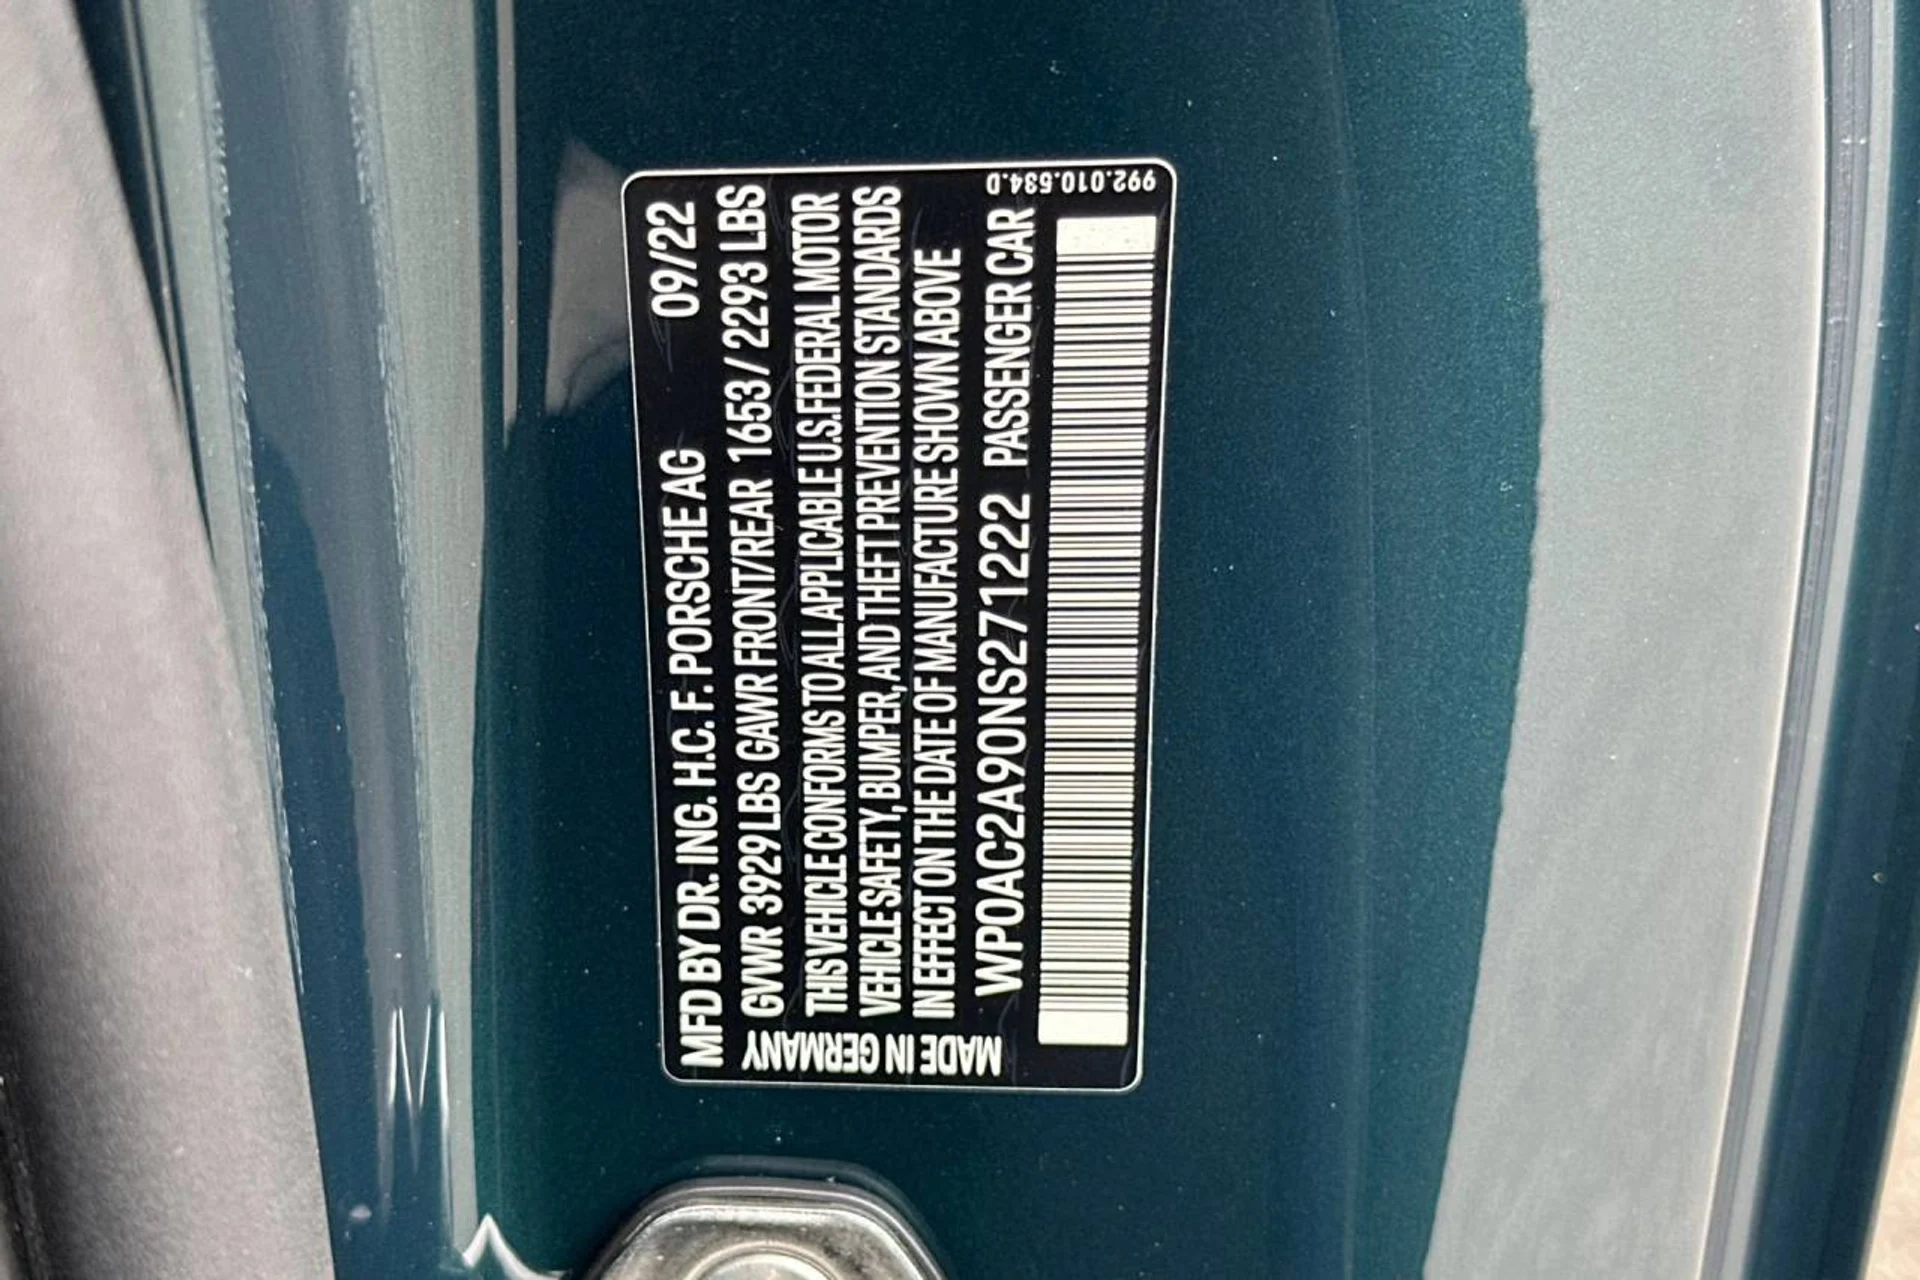 MFD BY DR. ING. H.C. F. PORSCHE AG 09/22
GVWR 3929 LBS GAWR FRONT/REAR 1653 / 2293 LBS
THIS VEHICLE CONFORMS TO ALL APPLICABLE U.S. FEDERAL MOTOR
VEHICLE SAFETY, BUMPER, AND THEFT PREVENTION STANDARDS
IN EFFECT ON THE DATE OF MANUFACTURE SHOWN ABOVE
WP0AC2A90NS271222 PASSENGER CAR
MADE IN GERMANY
992.010.534.D